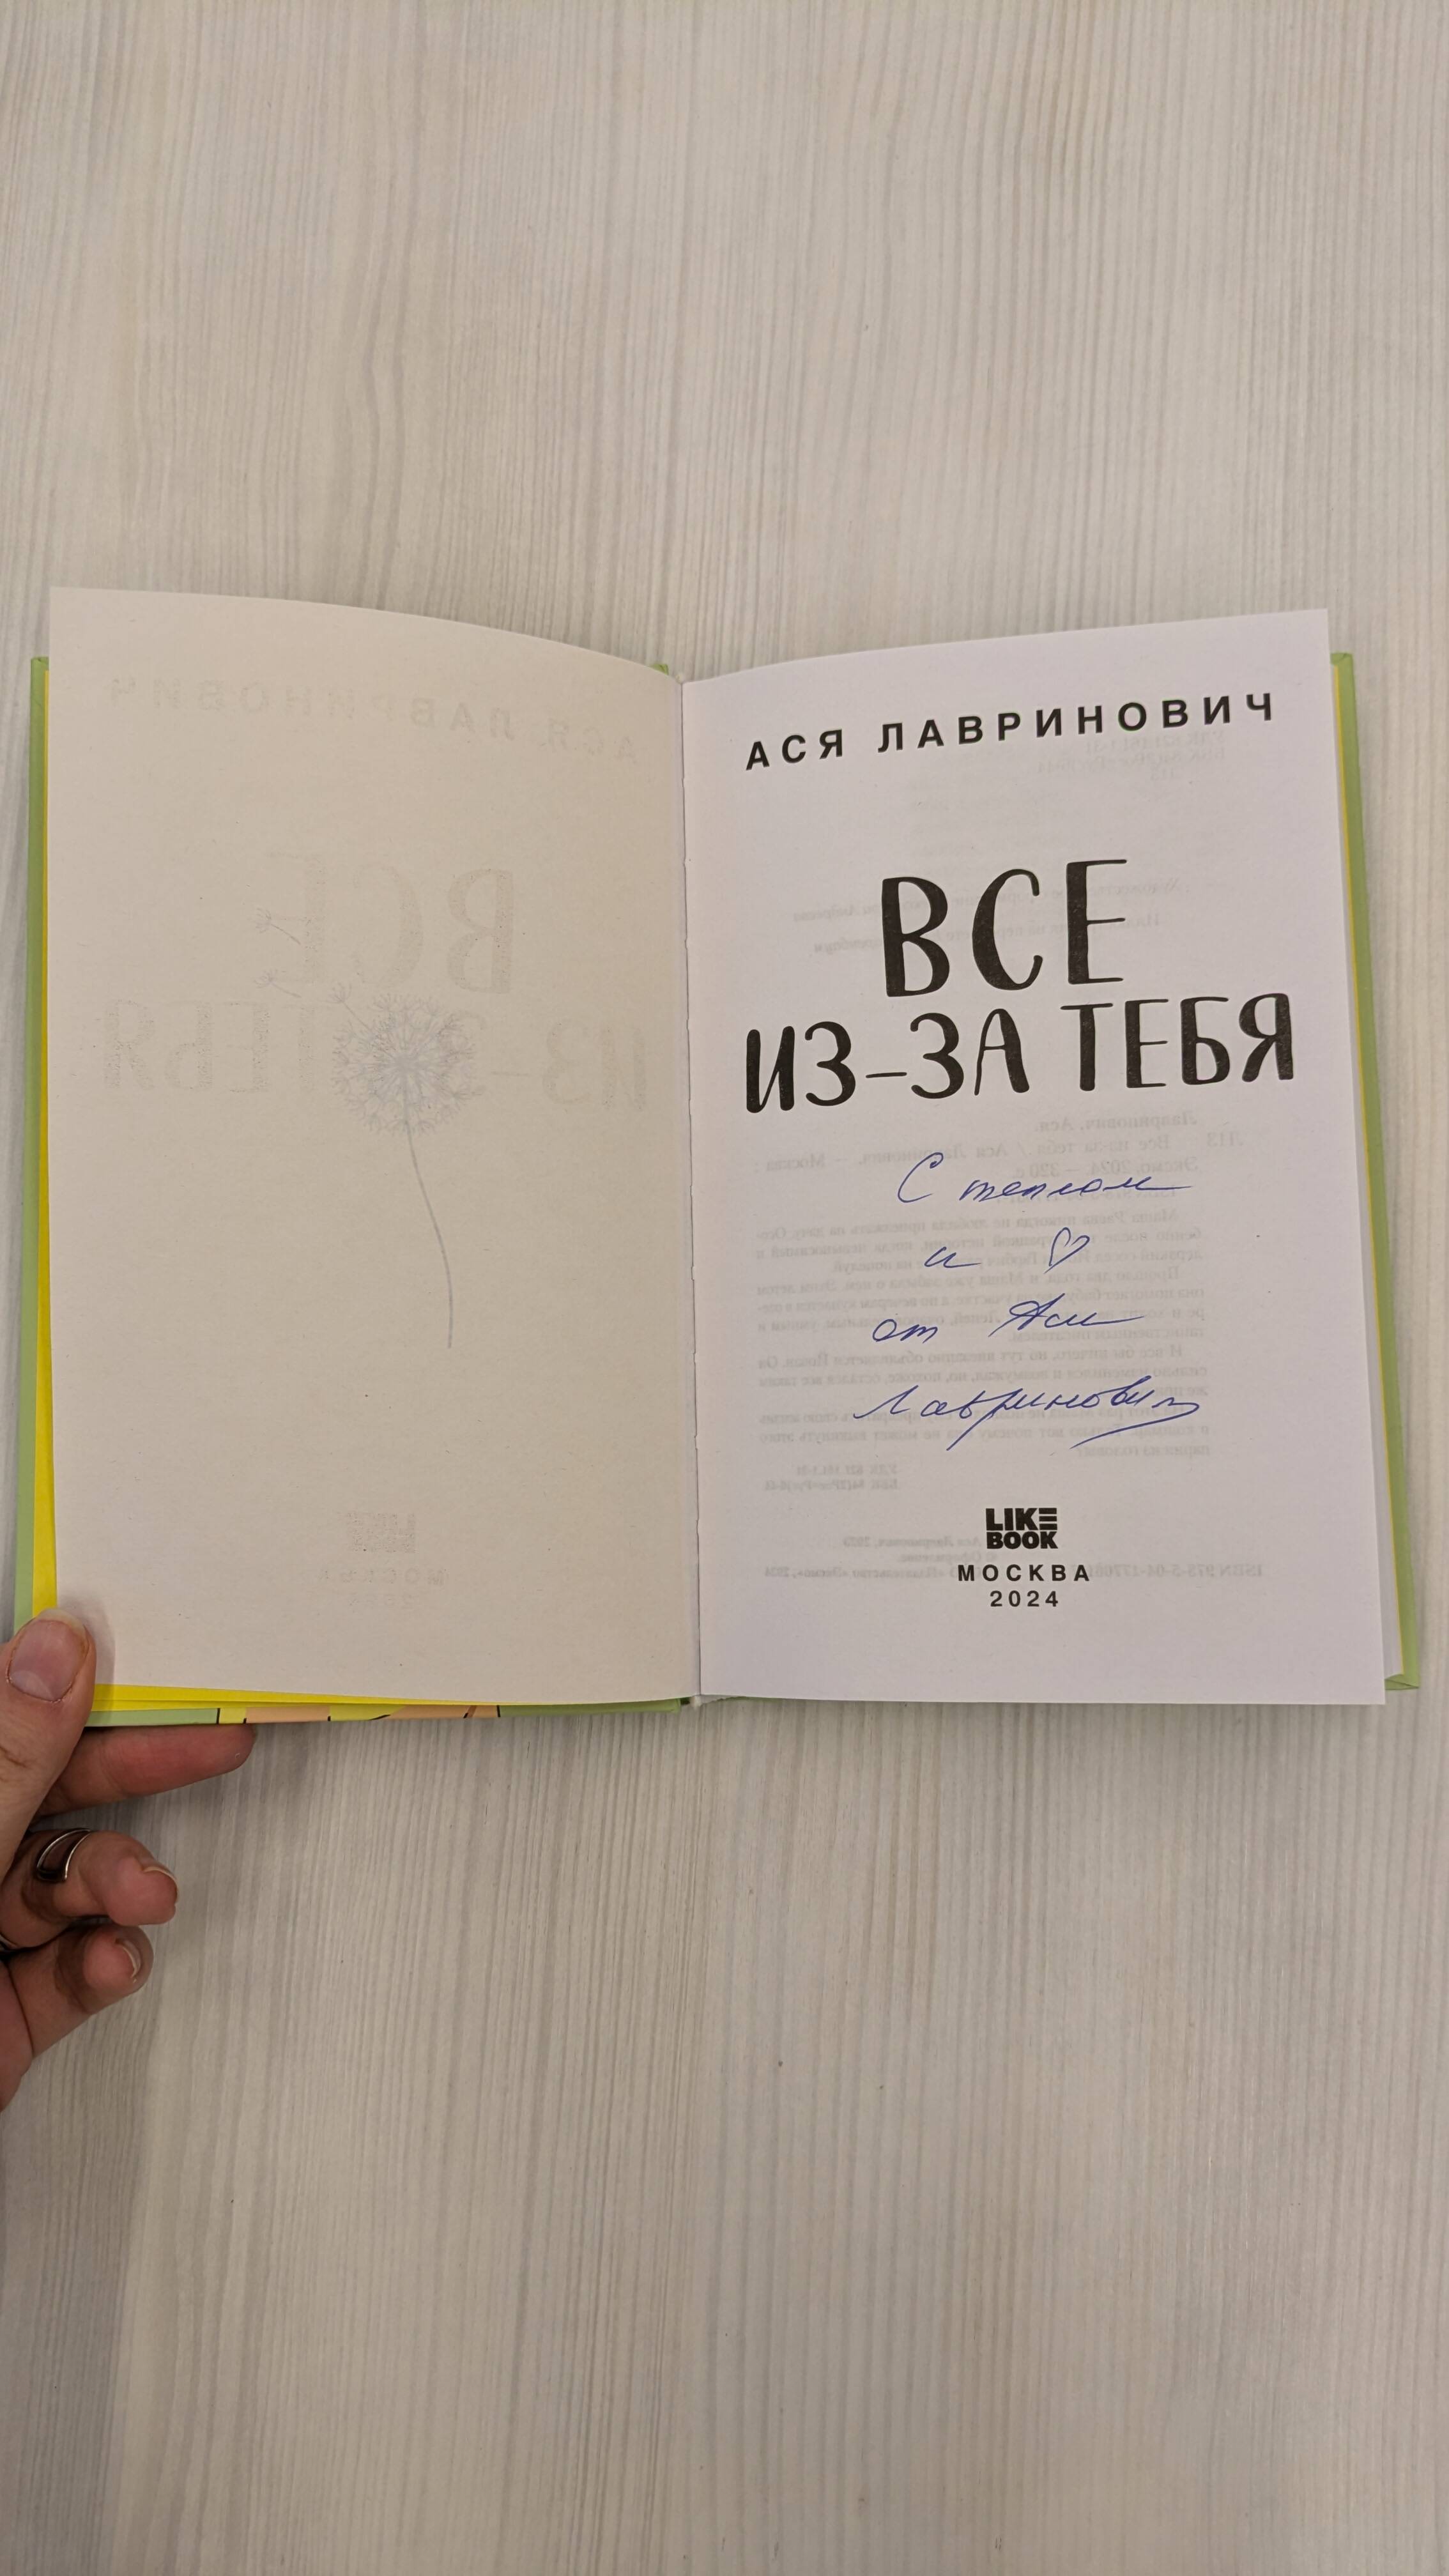 АСЯ ЛАВРИНОВИЧ
ВСЕ
ИЗ-ЗА ТЕБЯ
С теплом
и ♡
от Аси
Лавринович
LIKE
BOOK
МОСКВА
2024